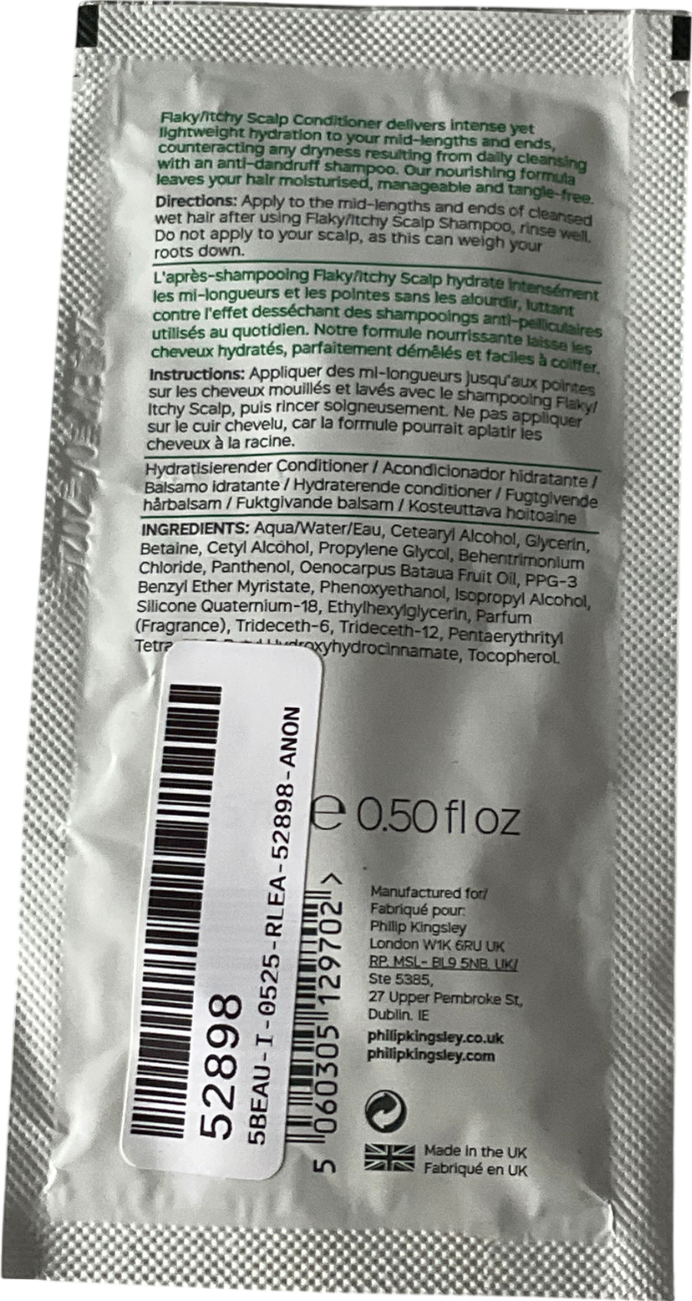 Flaky/Itchy Scalp Conditioner delivers intense yet
lightweight hydration to your mid-lengths and ends,
counteracting any dryness resulting from daily cleansing
with an anti-dandruff shampoo. Our nourishing formula
leaves your hair moisturised, manageable and tangle-free.
Directions: Apply to the mid-lengths and ends of cleansed
wet hair after using Flaky/Itchy Scalp Shampoo, rinse well.
Do not apply to your scalp, as this can weigh your
roots down.
L'après-shampooing Flaky/Itchy Scalp hydrate intensément
les mi-longueurs et les pointes sans les alourdir, luttant
contre l'effet desséchant des shampooings anti-pelliculaires
utilisés au quotidien. Notre formule nourrissante laisse les
cheveux hydratés, parfaitement démêlés et faciles à coiffer.
Instructions: Appliquer des mi-longueurs jusqu'aux pointes
sur les cheveux mouillés et lavés avec le shampooing Flaky/
Itchy Scalp, puis rincer soigneusement. Ne pas appliquer
sur le cuir chevelu, car la formule pourrait aplatir les
cheveux à la racine.
Hydratisierender Conditioner / Acondicionador hidratante /
Balsamo idratante / Hydraterende conditioner / Fugtgivende
hårbalsam / Fuktgivande balsam / Kosteuttava hoitoaine
INGREDIENTS: Aqua/Water/Eau, Cetearyl Alcohol, Glycerin,
Betaine, Cetyl Alcohol, Propylene Glycol, Behentrimonium
Chloride, Panthenol, Oenocarpus Bataua Fruit Oil, PPG-3
Benzyl Ether Myristate, Phenoxyethanol, Isopropyl Alcohol,
Silicone Quaternium-18, Ethylhexylglycerin, Parfum
(Fragrance), Trideceth-6, Trideceth-12, Pentaerythrityl
Tocopherol.
e 0.50 fl oz
52898
5BEAU-I-0525-RLEA-52898-ANON
5 060305 129702 >
Manufactured for/
Fabriqué pour:
Philip Kingsley
London W1K 6RU UK
RP. MSL- BL9 5NB. UK/
Ste 5385,
27 Upper Pembroke St,
Dublin. IE
philipkingsley.co.uk
philipkingsley.com
Made in the UK
Fabriqué en UK